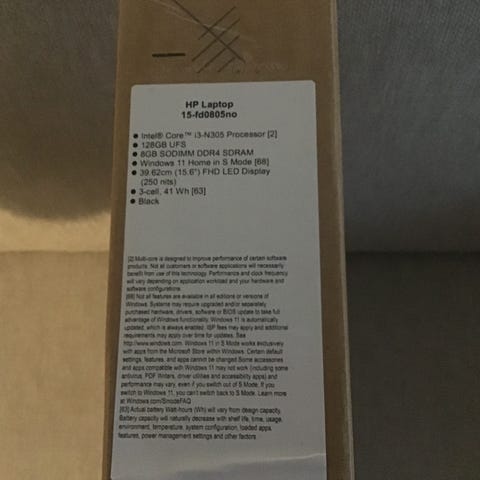 HP Laptop
15-fd0805no
● Intel® Core™ i3-N305 Processor [2]
● 128GB UFS
● 8GB SODIMM DDR4 SDRAM
● Windows 11 Home in S Mode [68]
● 39.62cm (15.6") FHD LED Display
(250 nits)
● 3-cell, 41 Wh [63]
● Black
[2] Multi-core is designed to improve performance of certain software
products. Not all customers or software applications will necessarily
benefit from use of this technology. Performance and clock frequency
will vary depending on application workload and your hardware and
software configurations.
[68] Not all features are available in all editions or versions of
Windows. Systems may require upgraded and/or separately
purchased hardware, drivers, software or BIOS update to take full
advantage of Windows functionality. Windows 11 is automatically
updated, which is always enabled. ISP fees may apply and additional
requirements may apply over time for updates. See
http://www.windows.com. Windows 11 in S Mode works exclusively
with apps from the Microsoft Store within Windows. Certain default
settings, features, and apps cannot be changed Some accessories
and apps compatible with Windows 11 may not work (including some
antivirus, PDF Writers, driver utilities and accessibility apps) and
performance may vary, even if you switch out of S Mode. If you
switch to Windows 11, you can't switch back to S Mode. Learn more
at Windows.com/SmodeFAQ
[63] Actual battery Watt-hours (Wh) will vary from design capacity.
Battery capacity will naturally decrease with shelf life, time, usage,
environment, temperature, system configuration, loaded apps,
features, power management settings and other factors